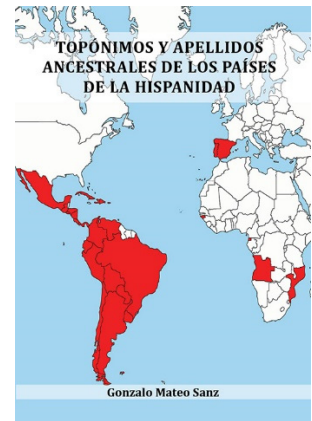 TOPÓNIMOS Y APELLIDOS
ANCESTRALES DE LOS PAÍSES
DE LA HISPANIDAD
Gonzalo Mateo Sanz